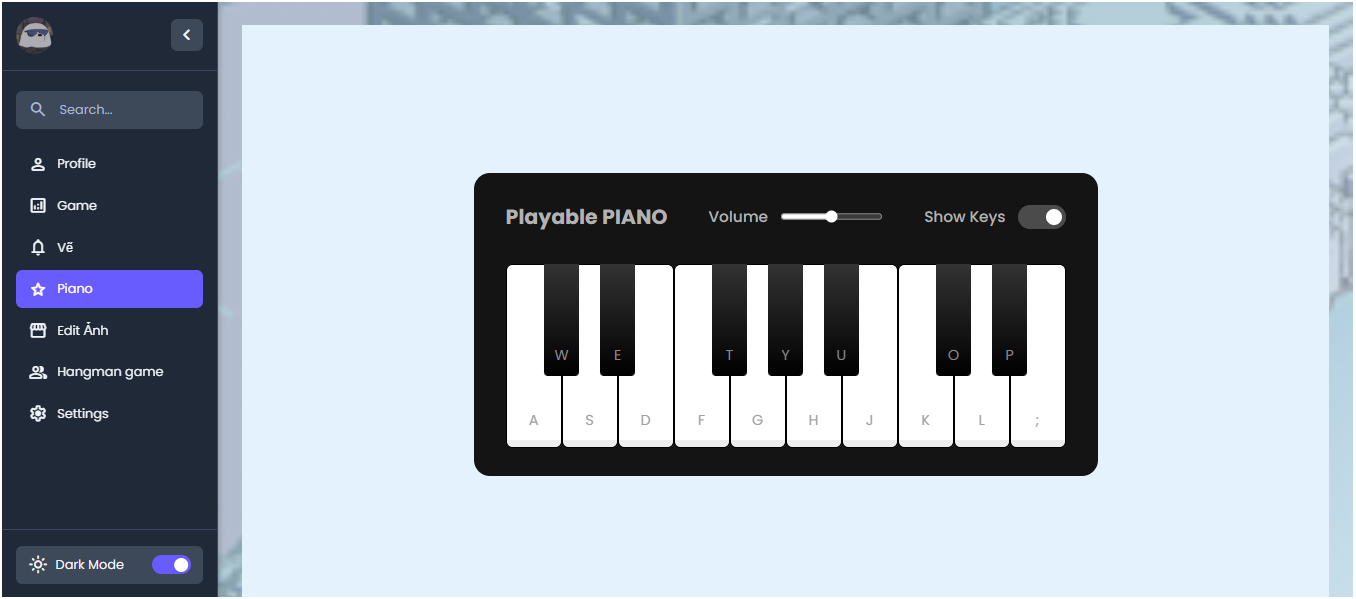 Search...
Profile
Game
Vẽ
Piano
Edit Ảnh
Hangman game
Settings
Dark Mode
Playable PIANO Volume Show Keys
W E T Y U O P
A S D F G H J K L ;